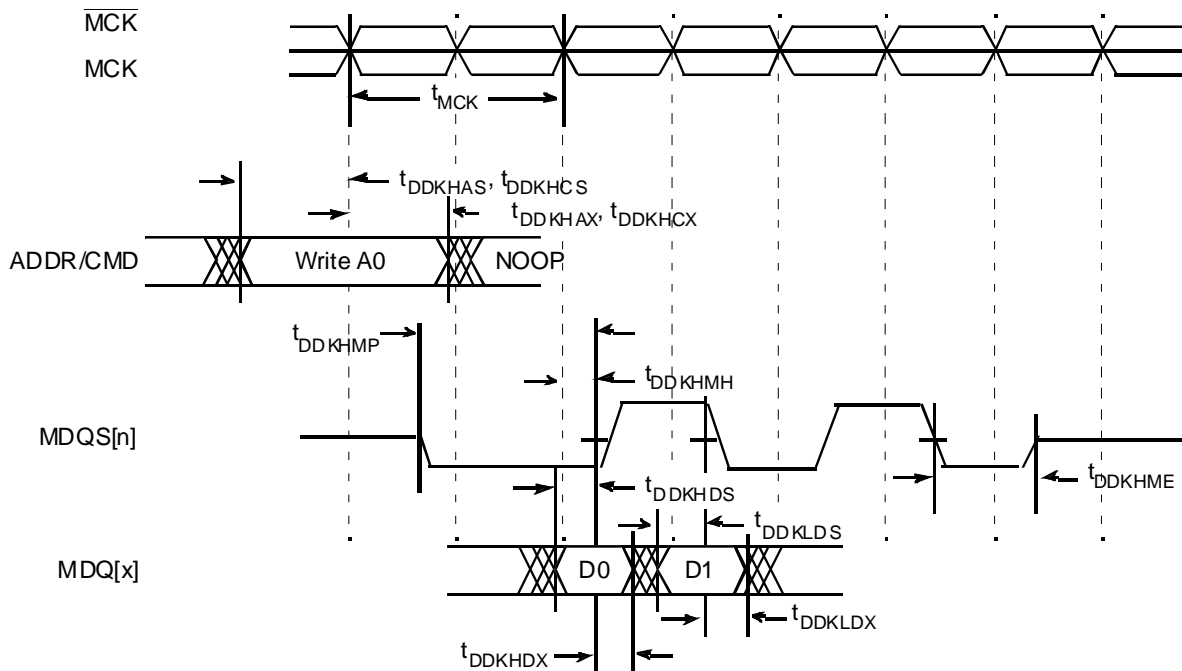 MCK
MCK
tMCK
tDDKHAS, tDDKHCS
tDDKHAX, tDDKHCX
ADDR/CMD
Write A0
NOOP
tDDKHMP
tDDKHMH
MDQS[n]
tDDKHDS
tDDKHME
tDDKLDS
MDQ[x]
D0
D1
tDDKLDX
tDDKHDX